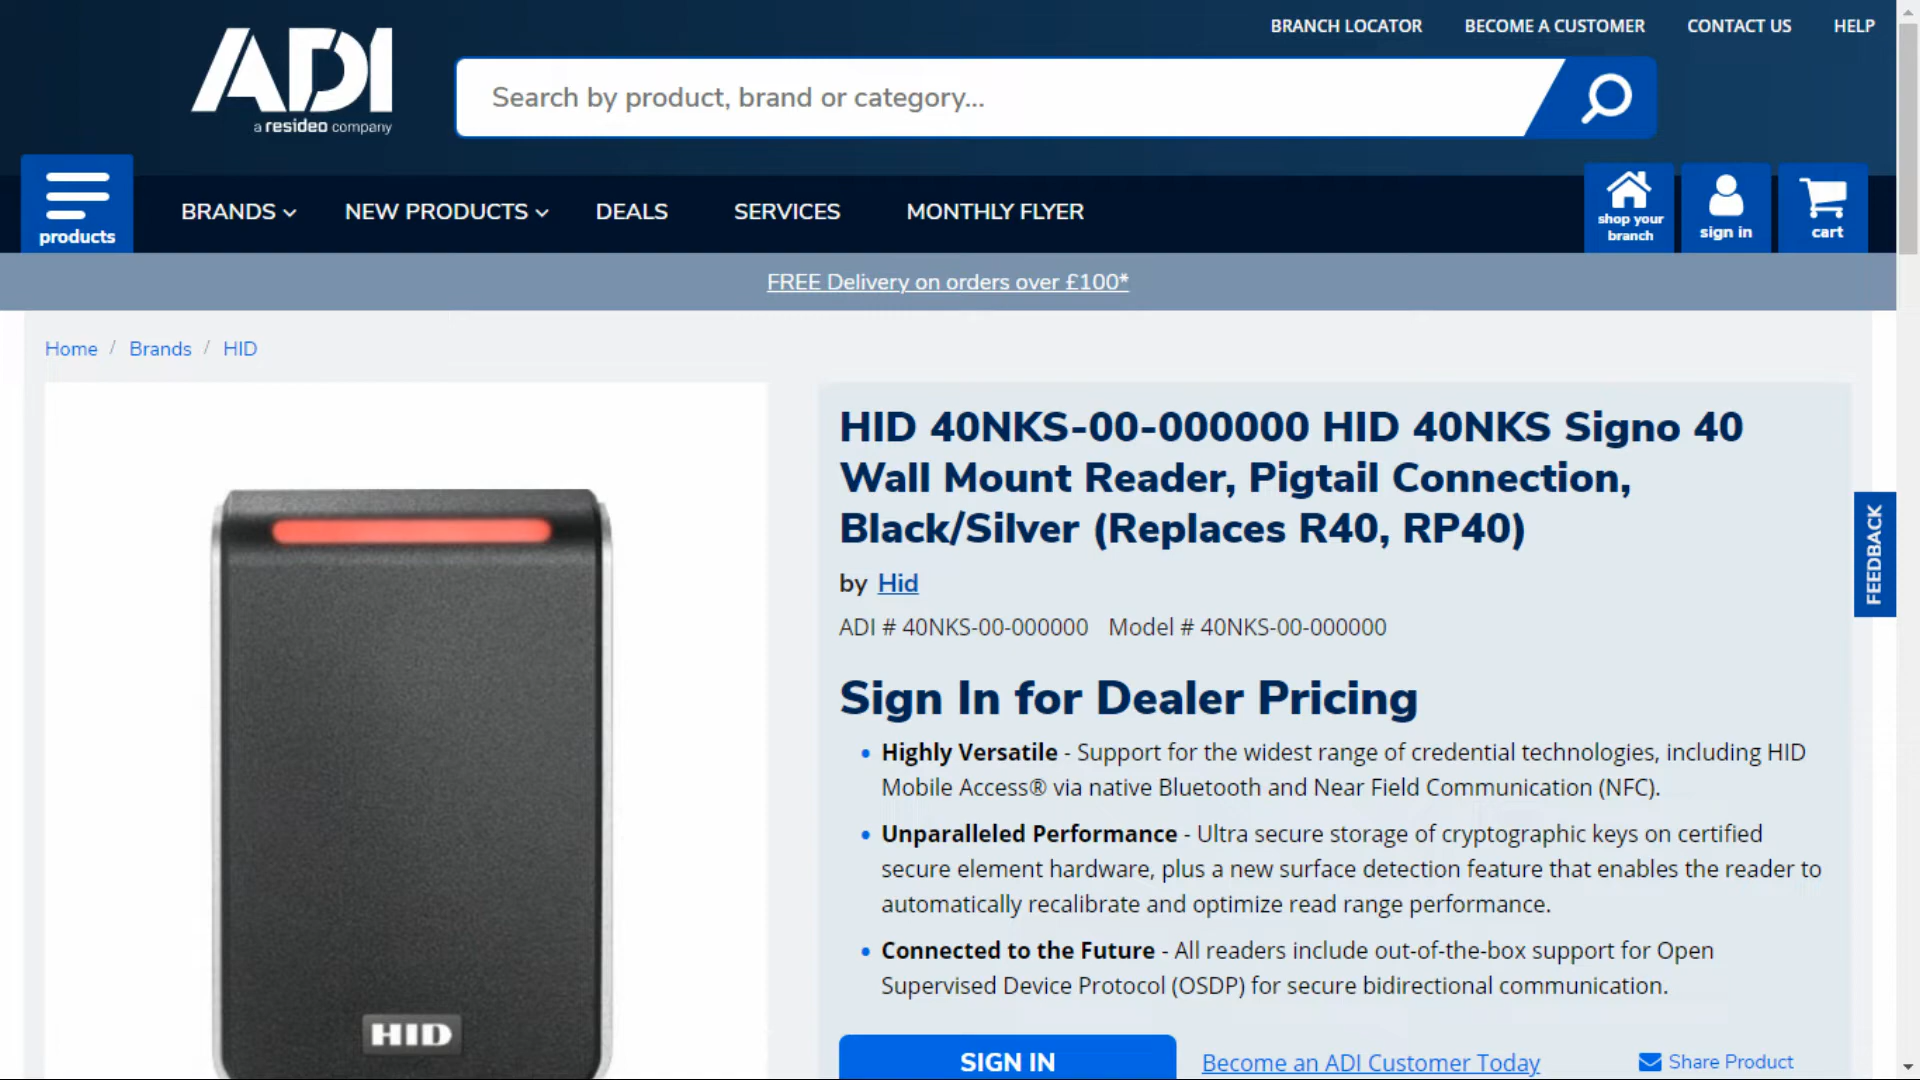 BRANCH LOCATOR BECOME A CUSTOMER CONTACT US HELP
ADI
a resideo company
Search by product, brand or category...
products
BRANDS NEW PRODUCTS DEALS SERVICES MONTHLY FLYER
shop your
branch
sign in
cart
FREE Delivery on orders over £100*
Home / Brands / HID
HID 40NKS-00-000000 HID 40NKS Signo 40
Wall Mount Reader, Pigtail Connection,
Black/Silver (Replaces R40, RP40)
by Hid
ADI # 40NKS-00-000000 Model # 40NKS-00-000000
Sign In for Dealer Pricing
• Highly Versatile - Support for the widest range of credential technologies, including HID
Mobile Access® via native Bluetooth and Near Field Communication (NFC).
• Unparalleled Performance - Ultra secure storage of cryptographic keys on certified
secure element hardware, plus a new surface detection feature that enables the reader to
automatically recalibrate and optimize read range performance.
• Connected to the Future - All readers include out-of-the-box support for Open
Supervised Device Protocol (OSDP) for secure bidirectional communication.
SIGN IN Become an ADI Customer Today Share Product
HID
FEEDBACK